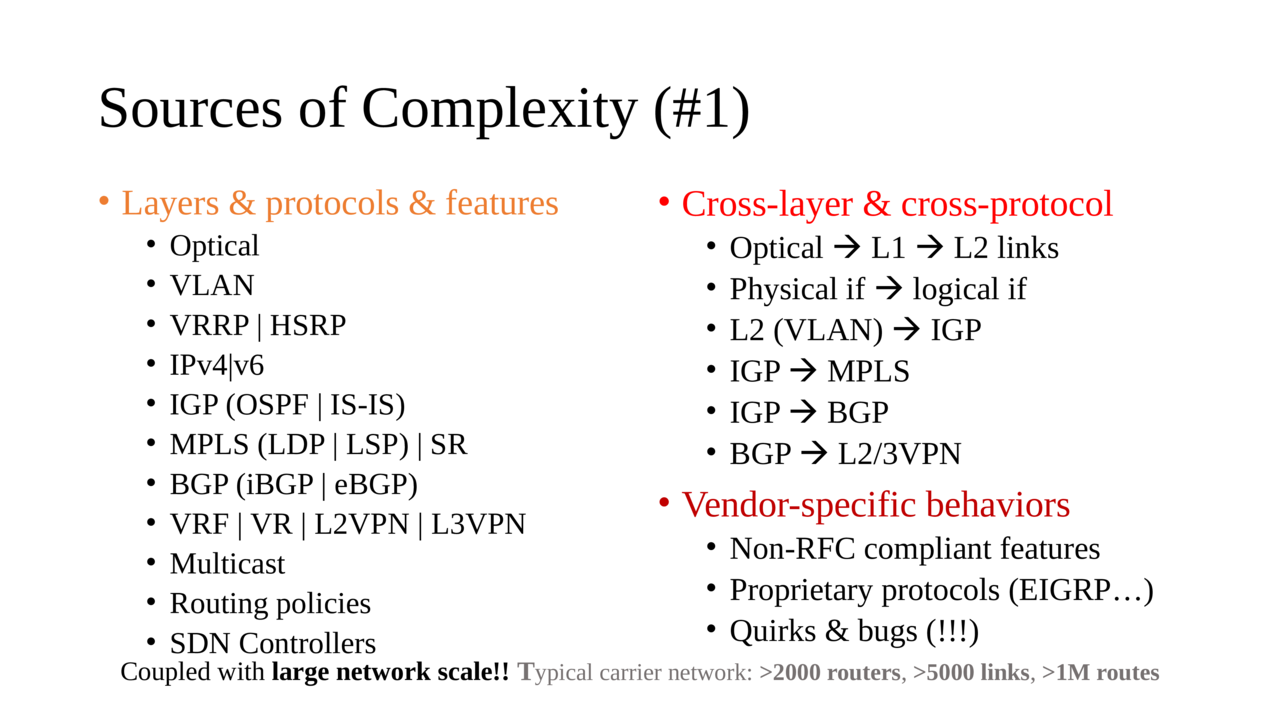 Sources of Complexity (#1)
• Layers & protocols & features
• Optical
• VLAN
• VRRP | HSRP
• IPv4|v6
• IGP (OSPF | IS-IS)
• MPLS (LDP | LSP) | SR
• BGP (iBGP | eBGP)
• VRF | VR | L2VPN | L3VPN
• Multicast
• Routing policies
• SDN Controllers
• Cross-layer & cross-protocol
• Optical → L1 → L2 links
• Physical if → logical if
• L2 (VLAN) → IGP
• IGP → MPLS
• IGP → BGP
• BGP → L2/3VPN
• Vendor-specific behaviors
• Non-RFC compliant features
• Proprietary protocols (EIGRP…)
• Quirks & bugs (!!!)
Coupled with large network scale!! Typical carrier network: >2000 routers, >5000 links, >1M routes